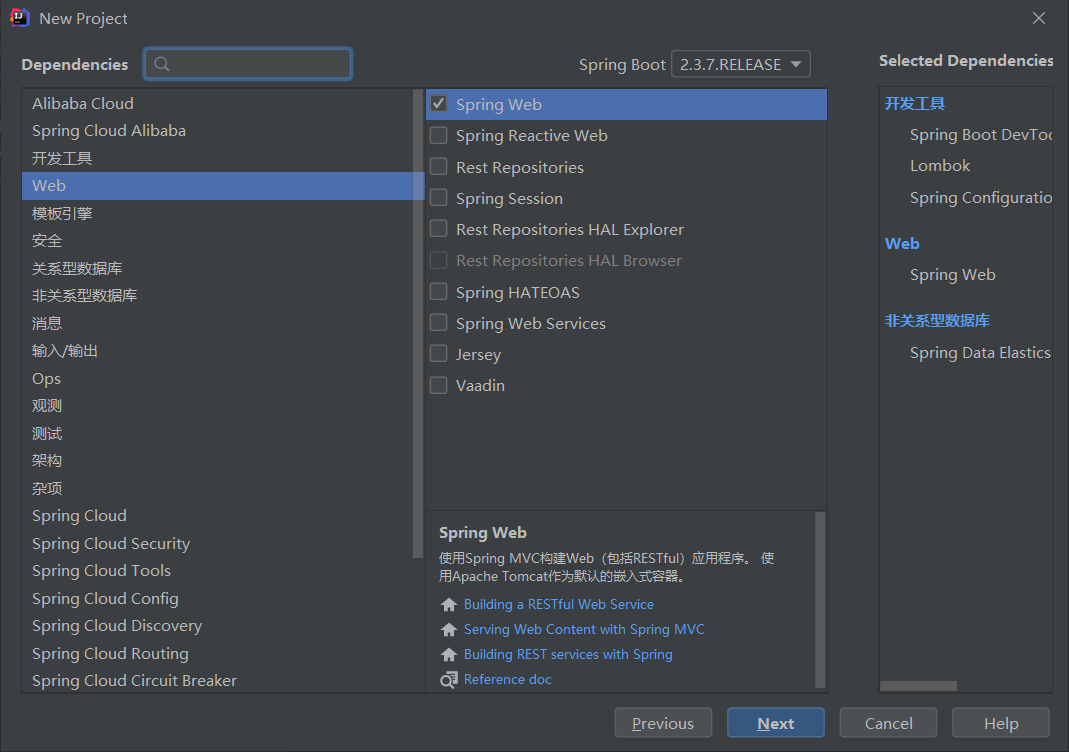 New Project
Dependencies
Spring Boot 2.3.7.RELEASE
Selected Dependencies
Alibaba Cloud
Spring Cloud Alibaba
开发工具
Web
模板引擎
安全
关系型数据库
非关系型数据库
消息
输入/输出
Ops
观测
测试
架构
杂项
Spring Cloud
Spring Cloud Security
Spring Cloud Tools
Spring Cloud Config
Spring Cloud Discovery
Spring Cloud Routing
Spring Cloud Circuit Breaker
Spring Web
Spring Reactive Web
Rest Repositories
Spring Session
Rest Repositories HAL Explorer
Rest Repositories HAL Browser
Spring HATEOAS
Spring Web Services
Jersey
Vaadin
Spring Web
使用Spring MVC构建Web（包括RESTful）应用程序。 使
用Apache Tomcat作为默认的嵌入式容器。
Building a RESTful Web Service
Serving Web Content with Spring MVC
Building REST services with Spring
Reference doc
开发工具
Spring Boot DevToo
Lombok
Spring Configuratio
Web
Spring Web
非关系型数据库
Spring Data Elastics
Previous
Next
Cancel
Help